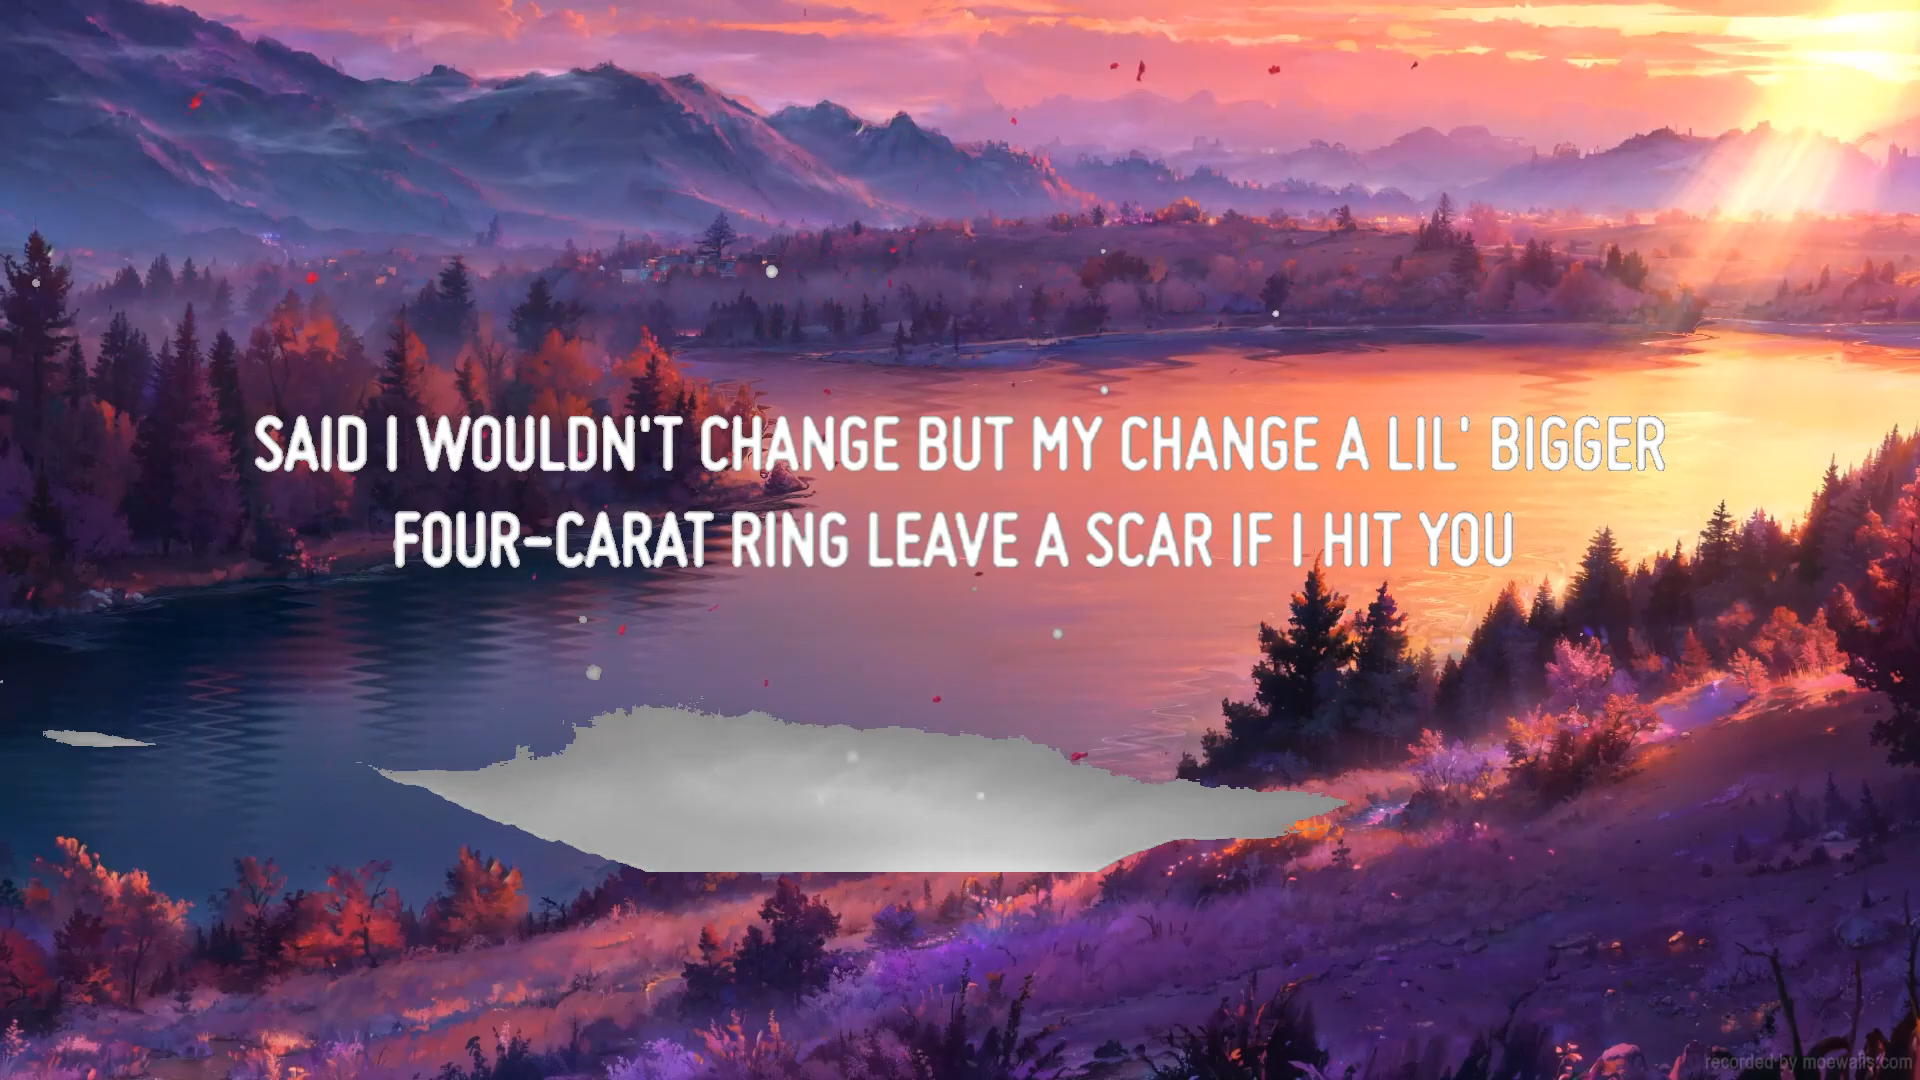 SAID I WOULDN'T CHANGE BUT MY CHANGE A LIL' BIGGER
FOUR-CARAT RING LEAVE A SCAR IF I HIT YOU
recorded by moewalls.com